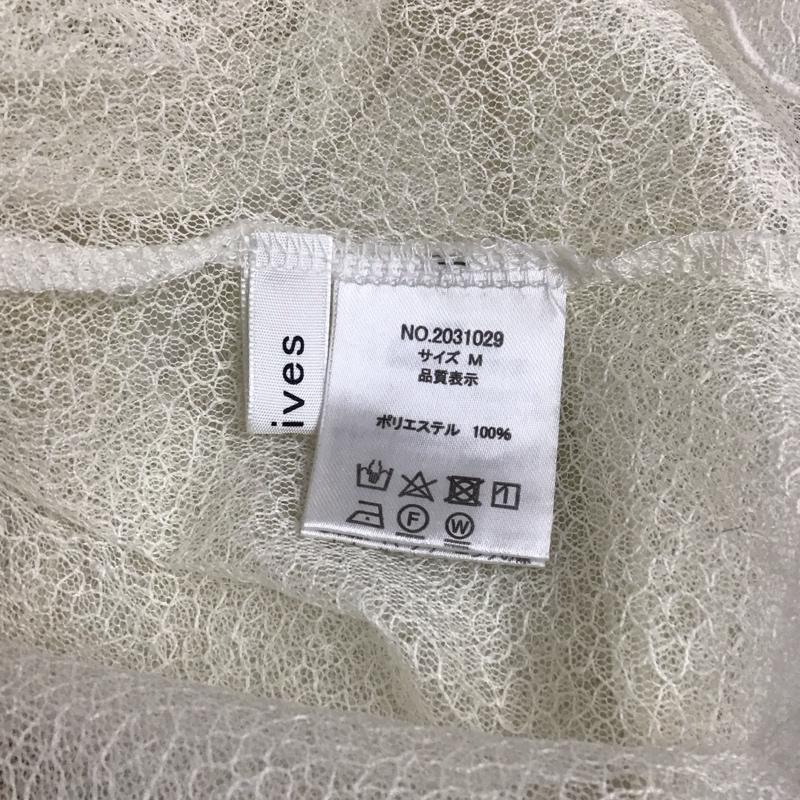 ives
NO.2031029
サイズ M
品質表示
ポリエステル 100%
F
W